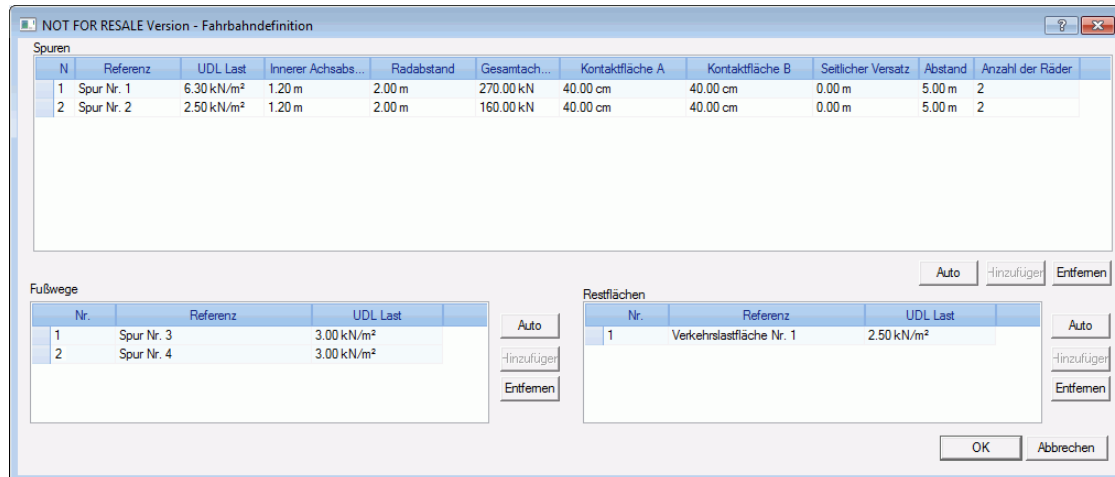 NOT FOR RESALE Version - Fahrbahndefinition
Spuren
N Referenz UDL Last Innerer Achsabs... Radabstand Gesamtach... Kontaktfläche A Kontaktfläche B Seitlicher Versatz Abstand Anzahl der Räder
1 Spur Nr. 1 6.30 kN/m² 1.20 m 2.00 m 270.00 kN 40.00 cm 40.00 cm 0.00 m 5.00 m 2
2 Spur Nr. 2 2.50 kN/m² 1.20 m 2.00 m 160.00 kN 40.00 cm 40.00 cm 0.00 m 5.00 m 2
Auto Hinzufügen Entfernen
Fußwege
Nr. Referenz UDL Last
1 Spur Nr. 3 3.00 kN/m²
2 Spur Nr. 4 3.00 kN/m²
Auto
Hinzufügen
Entfernen
Restflächen
Nr. Referenz UDL Last
1 Verkehrslastfläche Nr. 1 2.50 kN/m²
Auto
Hinzufügen
Entfernen
OK Abbrechen